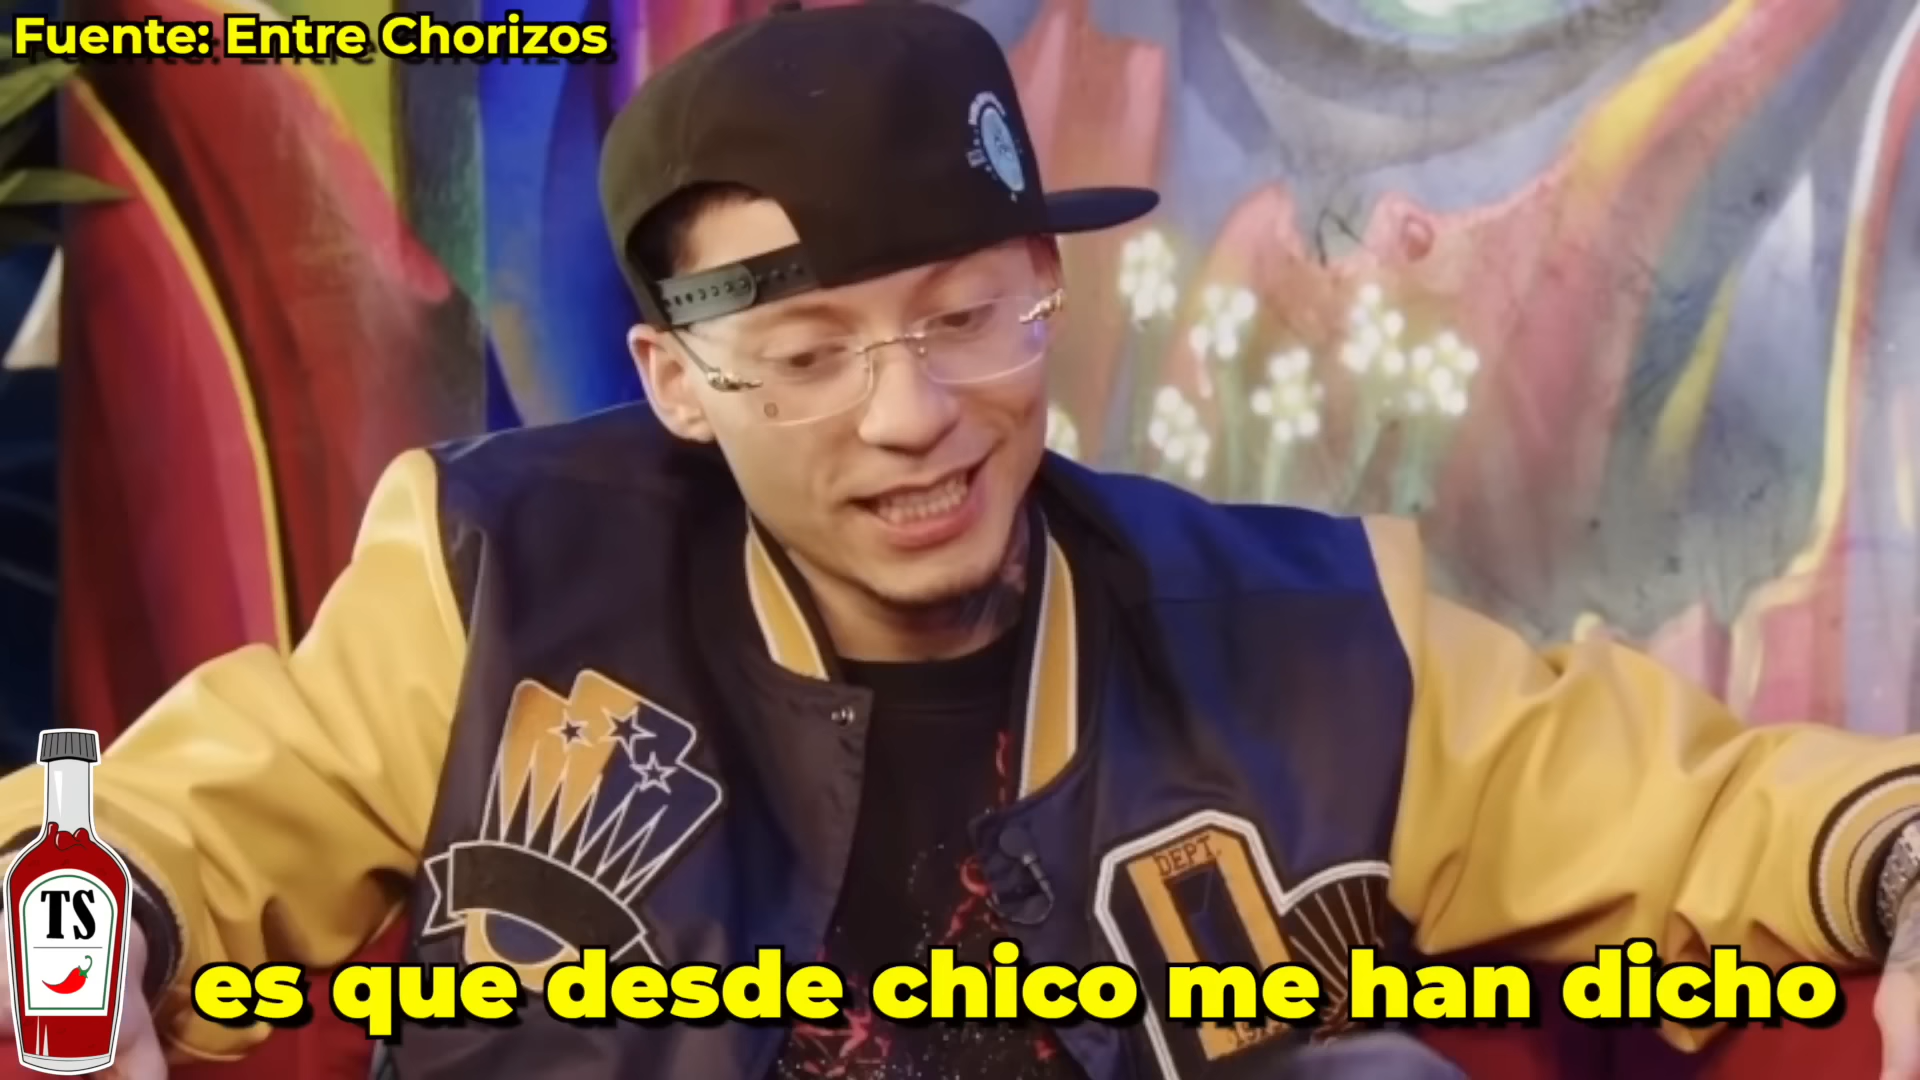 Fuente: Entre Chorizos
DEPT.
TS
es que desde chico me han dicho